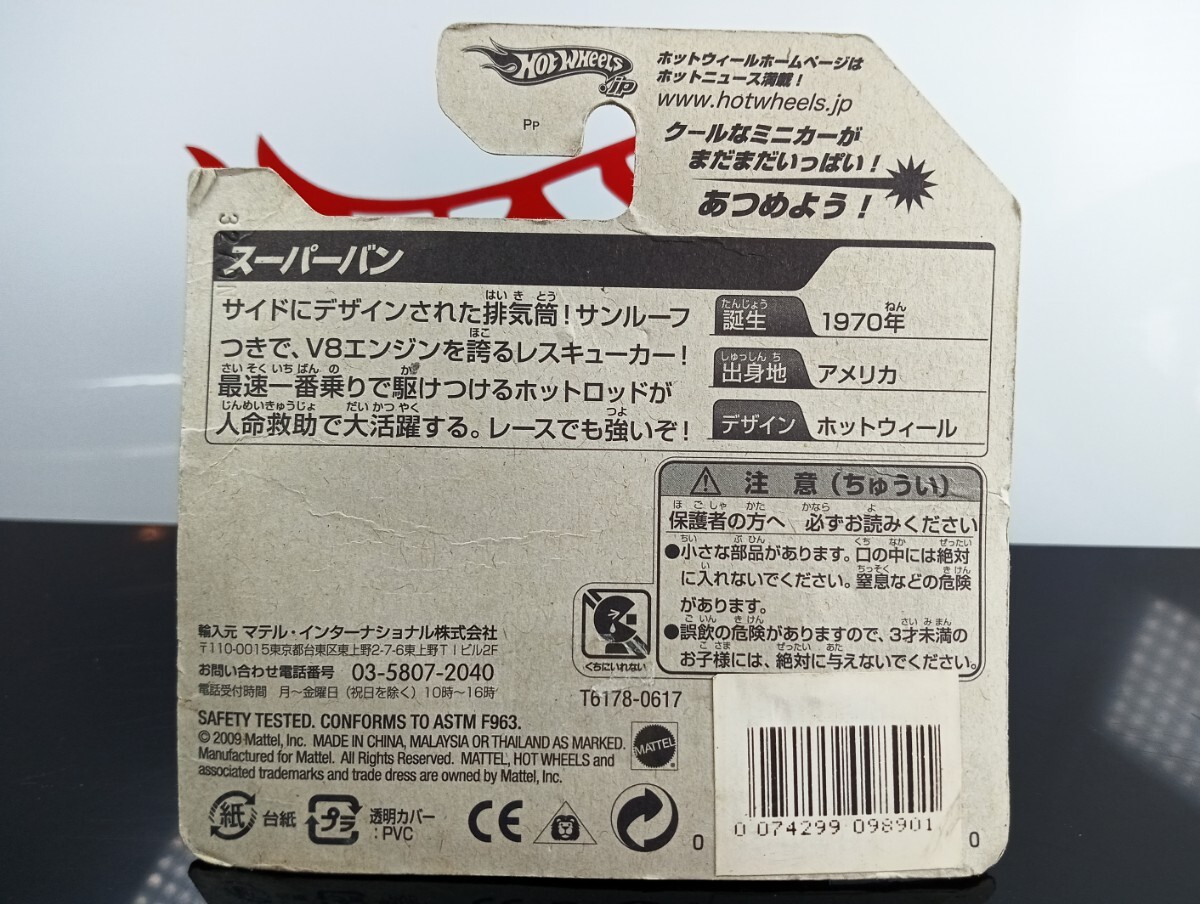 HOT WHEELS .jp
ホットウィールホームページは
ホットニュース満載！
www.hotwheels.jp
PP
クールなミニカーが
まだまだいっぱい！
あつめよう！
スーパーバン
サイドにデザインされた排気筒！サンルーフ
つきで、V8エンジンを誇るレスキューカー！
最速一番乗りで駆けつけるホットロッドが
人命救助で大活躍する。レースでも強いぞ！
誕生 1970年
出身地 アメリカ
デザイン ホットウィール
注 意（ちゅうい）
保護者の方へ 必ずお読みください
●小さな部品があります。口の中には絶対
に入れないでください。窒息などの危険
があります。
●誤飲の危険がありますので、3才未満の
お子様には、絶対に与えないでください。
くちにいれない
輸入元 マテル・インターナショナル株式会社
〒110-0015東京都台東区東上野2-7-6東上野TIビル2F
お問い合わせ電話番号 03-5807-2040
電話受付時間 月～金曜日（祝日を除く）10時～16時
T6178-0617
SAFETY TESTED. CONFORMS TO ASTM F963.
© 2009 Mattel, Inc. MADE IN CHINA, MALAYSIA OR THAILAND AS MARKED.
Manufactured for Mattel. All Rights Reserved. MATTEL, HOT WHEELS and
associated trademarks and trade dress are owned by Mattel, Inc.
MATTEL
紙 台紙
プラ 透明カバー
：PVC
CE
0
0 074299 098901
0